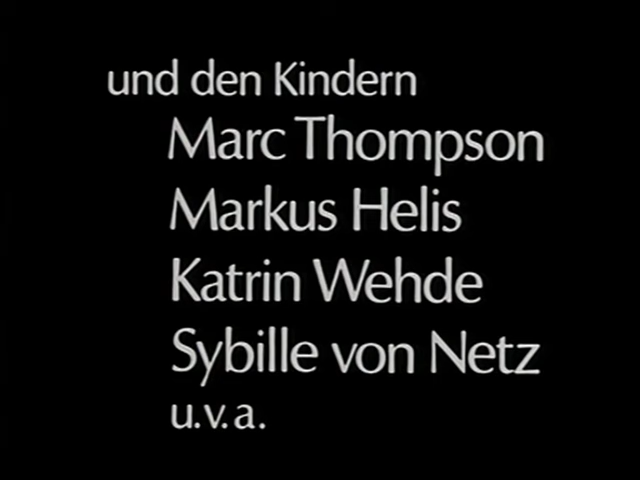 und den Kindern
Marc Thompson
Markus Helis
Katrin Wehde
Sybille von Netz
u.v.a.